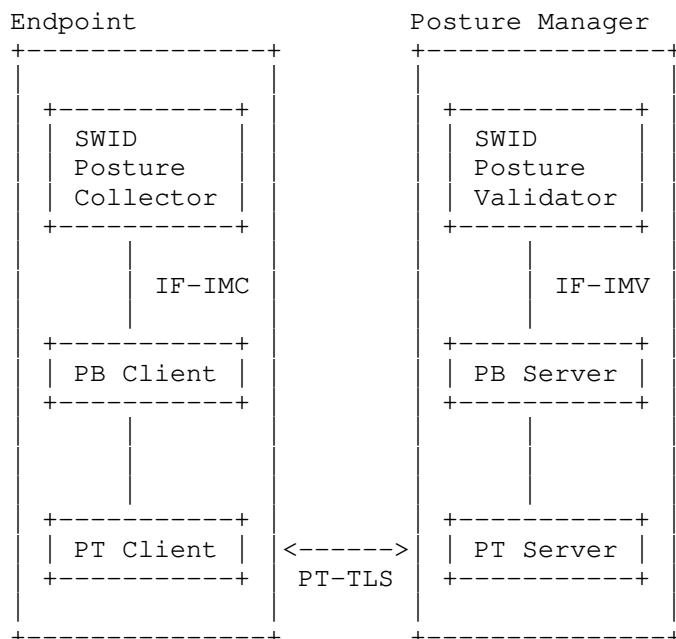 Endpoint Posture Manager
SWID SWID
Posture Posture
Collector Validator
IF-IMC IF-IMV
PB Client PB Server
PT Client <------> PT Server
PT-TLS